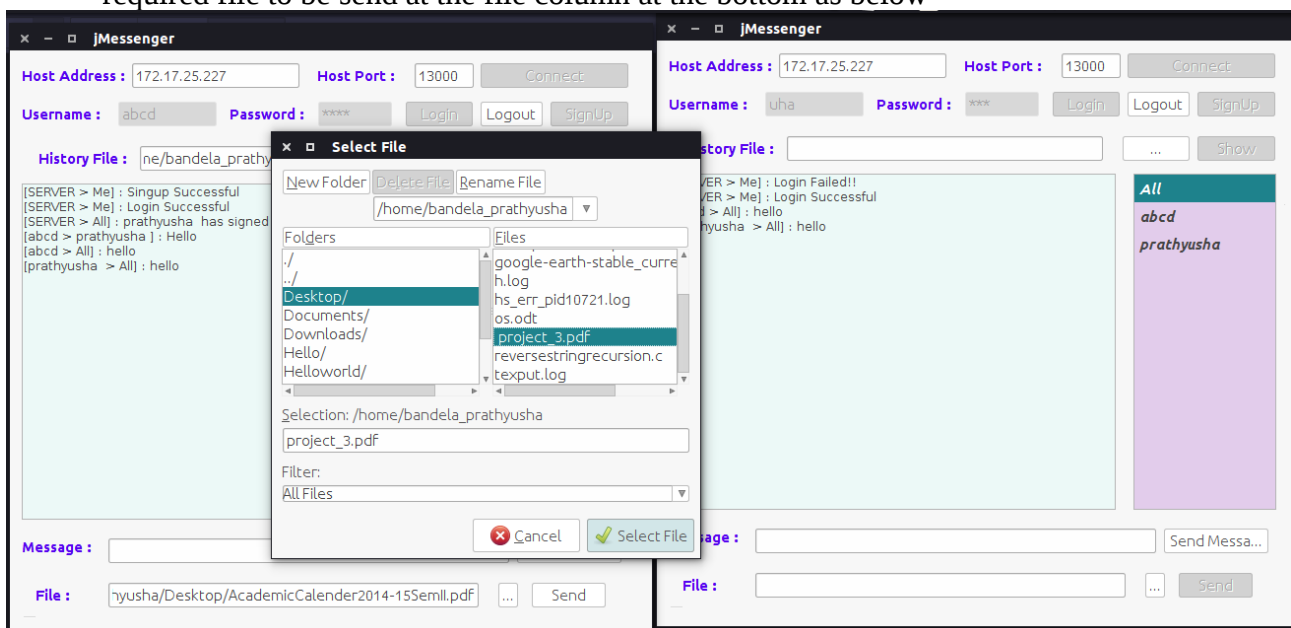 required file to be send at the file column at the bottom as below
jMessenger
Host Address : 172.17.25.227 Host Port : 13000 Connect
Username : abcd Password : **** Login Logout SignUp
History File : ne/bandela_prathy
[SERVER > Me] : Singup Successful
[SERVER > Me] : Login Successful
[SERVER > All] : prathyusha has signed
[abcd > prathyusha ] : Hello
[abcd > All] : hello
[prathyusha > All] : hello
Message :
File : yusha/Desktop/AcademicCalender2014-15SemII.pdf ... Send
Select File
New Folder Delete File Rename File
/home/bandela_prathyusha
Folders
./
../
Desktop/
Documents/
Downloads/
Hello/
Helloworld/
Files
google-earth-stable_curre
h.log
hs_err_pid10721.log
os.odt
project_3.pdf
reversestringrecursion.c
texput.log
Selection: /home/bandela_prathyusha
project_3.pdf
Filter:
All Files
Cancel Select File
jMessenger
Host Address : 172.17.25.227 Host Port : 13000 Connect
Username : uha Password : *** Login Logout SignUp
story File : ... Show
VER > Me] : Login Failed!!
VER > Me] : Login Successful
d > All] : hello
hyusha > All] : hello
All
abcd
prathyusha
sage : Send Messa...
File : ... Send